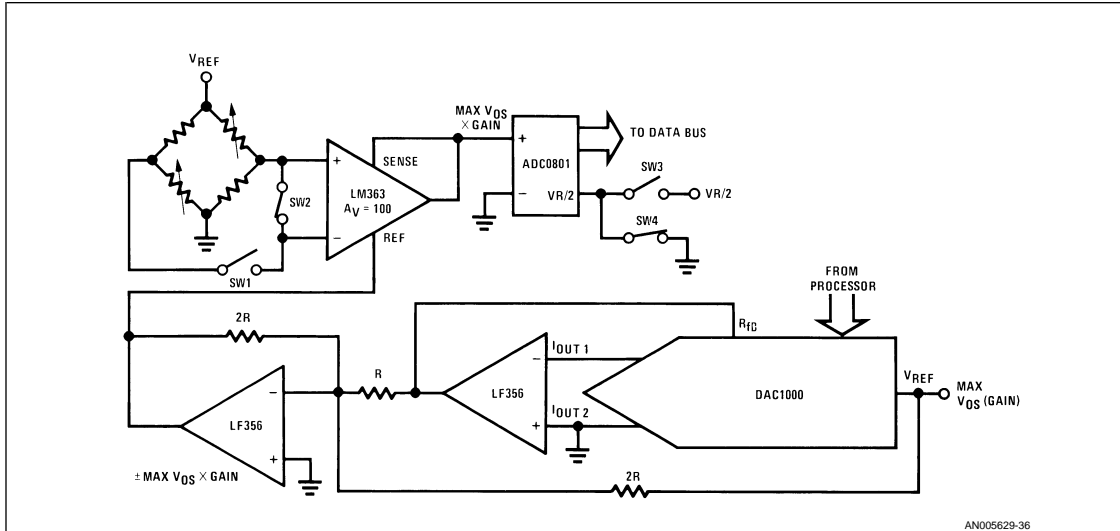 VREF
MAX VOS
× GAIN
+
SENSE
LM363
AV = 100
−
REF
SW2
SW1
+
ADC0801
−
VR/2
TO DATA BUS
SW3
VR/2
SW4
FROM
PROCESSOR
2R
Rfb
IOUT 1
R
−
LF356
+
IOUT 2
DAC1000
VREF
MAX
VOS (GAIN)
−
LF356
+
± MAX VOS × GAIN
2R
AN005629-36